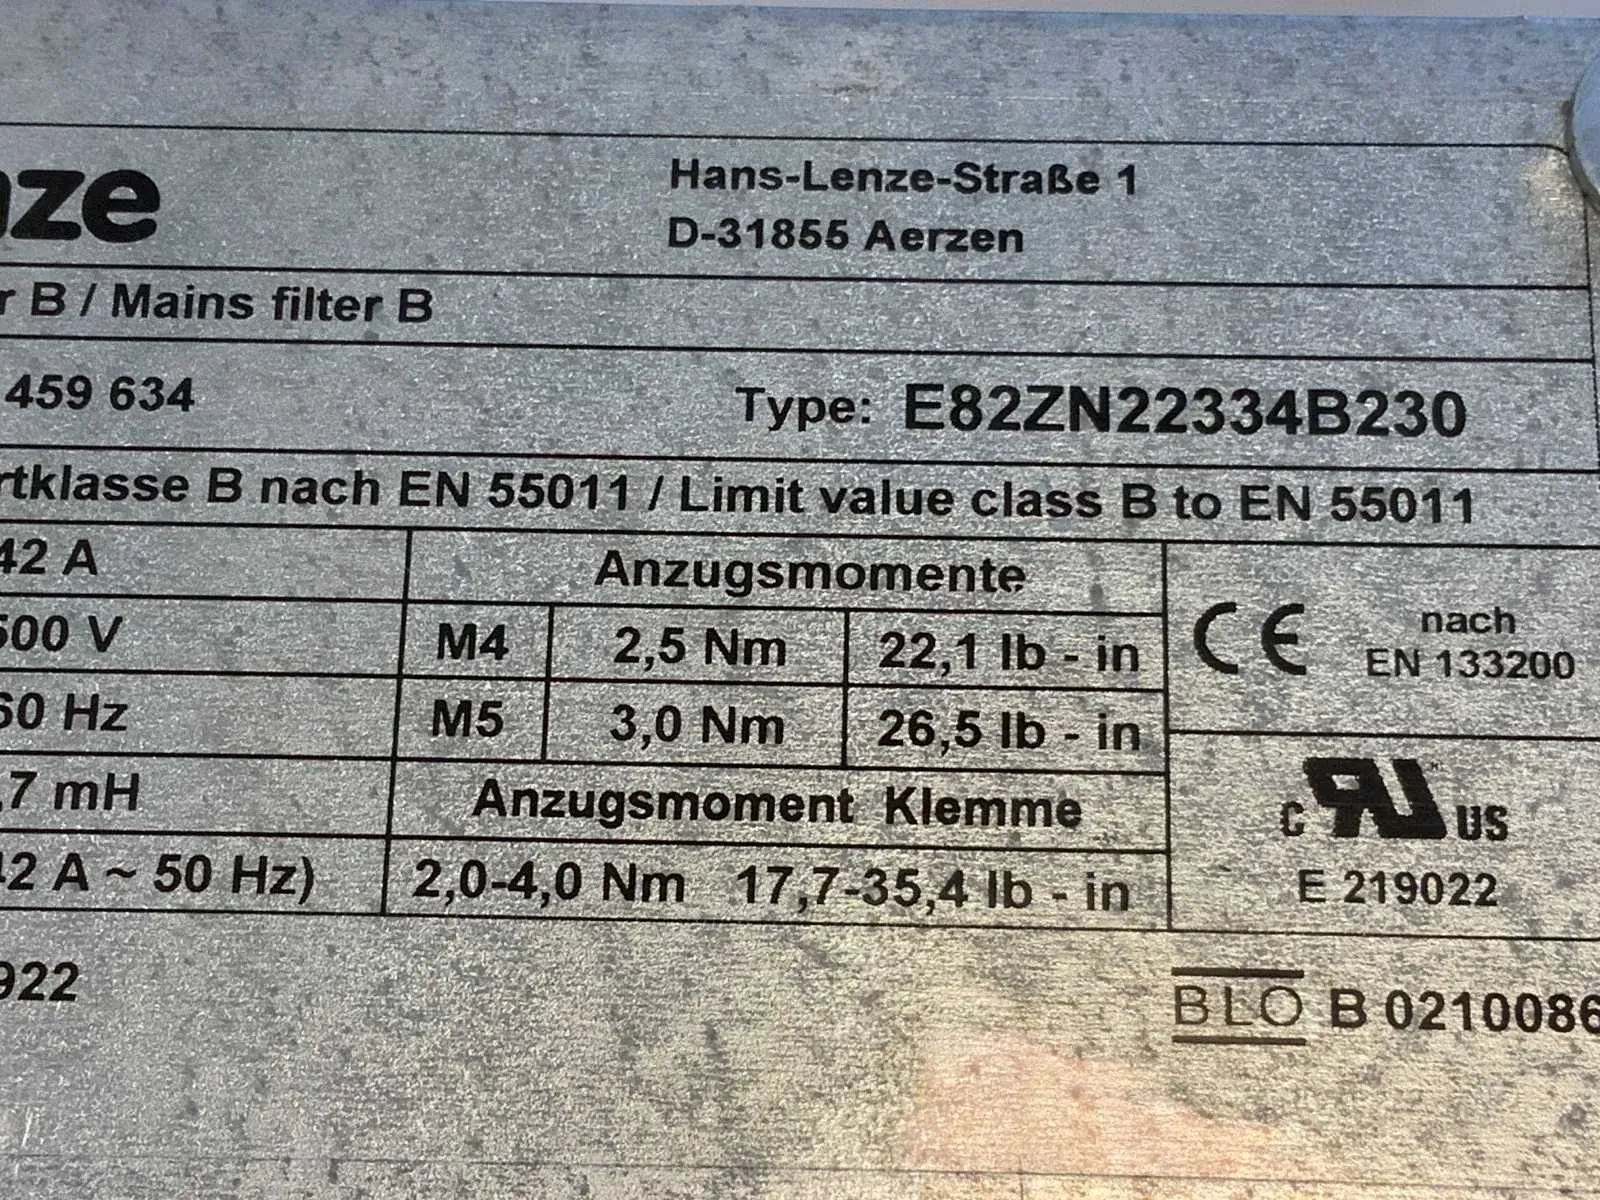 nze
Hans-Lenze-Straße 1
D-31855 Aerzen
r B / Mains filter B
459 634
Type: E82ZN22334B230
rtklasse B nach EN 55011 / Limit value class B to EN 55011
42 A
Anzugsmomente
500 V
M4
2,5 Nm
22,1 lb - in
CE
nach
EN 133200
60 Hz
M5
3,0 Nm
26,5 lb - in
,7 mH
Anzugsmoment Klemme
c RU US
E 219022
2 A ~ 50 Hz)
2,0-4,0 Nm 17,7-35,4 lb - in
922
BLO B 0210086